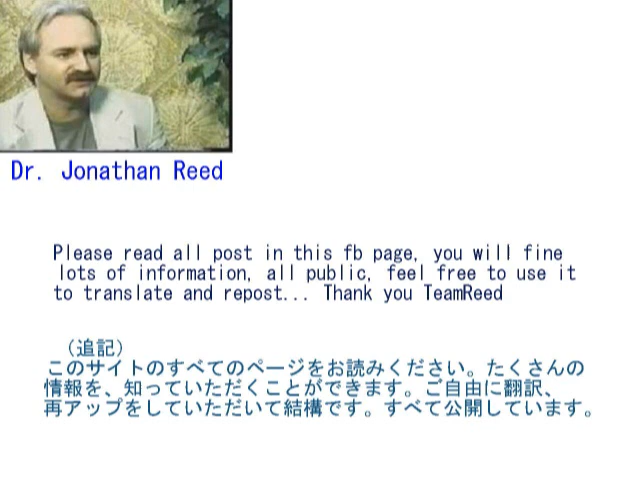 Dr. Jonathan Reed
Please read all post in this fb page, you will fine
lots of information, all public, feel free to use it
to translate and repost... Thank you TeamReed
（追記）
このサイトのすべてのページをお読みください。たくさんの
情報を、知っていただくことができます。ご自由に翻訳、
再アップをしていただいて結構です。すべて公開しています。